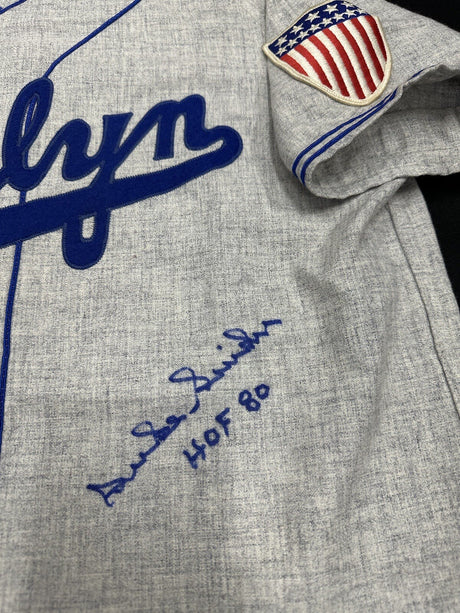 lyn
Duke Snider
HOF 80